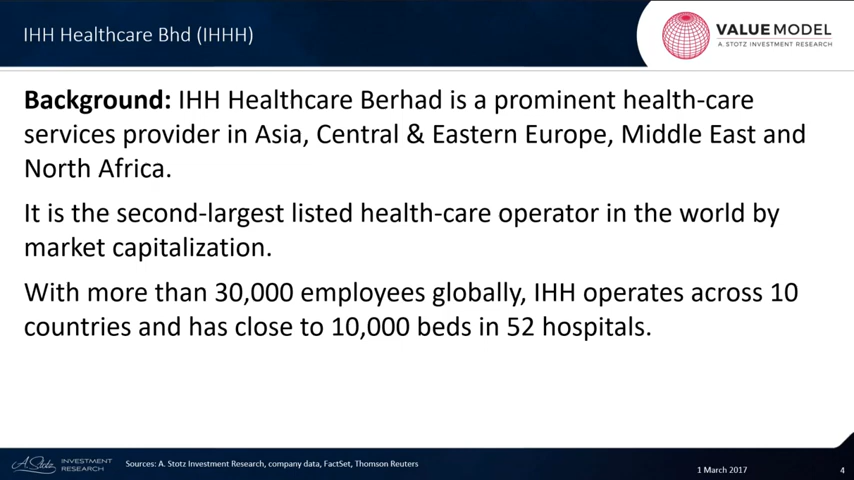 IHH Healthcare Bhd (IHHH)
VALUE MODEL
A. STOTZ INVESTMENT RESEARCH
Background: IHH Healthcare Berhad is a prominent health-care
services provider in Asia, Central & Eastern Europe, Middle East and
North Africa.
It is the second-largest listed health-care operator in the world by
market capitalization.
With more than 30,000 employees globally, IHH operates across 10
countries and has close to 10,000 beds in 52 hospitals.
A. Stotz INVESTMENT
RESEARCH
Sources: A. Stotz Investment Research, company data, FactSet, Thomson Reuters
1 March 2017
4